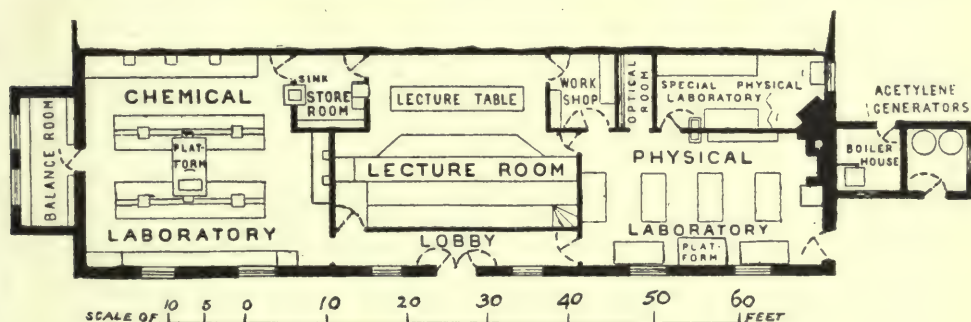 CHEMICAL
LABORATORY
BALANCE ROOM
PLAT-
FORM
SINK
STORE
ROOM
LECTURE TABLE
LECTURE ROOM
LOBBY
WORK
SHOP
OPTICAL
ROOM
SPECIAL PHYSICAL
LABORATORY
PHYSICAL
LABORATORY
PLAT-
FORM
ACETYLENE
GENERATORS
BOILER
HOUSE
SCALE OF 10 5 0 10 20 30 40 50 60 FEET